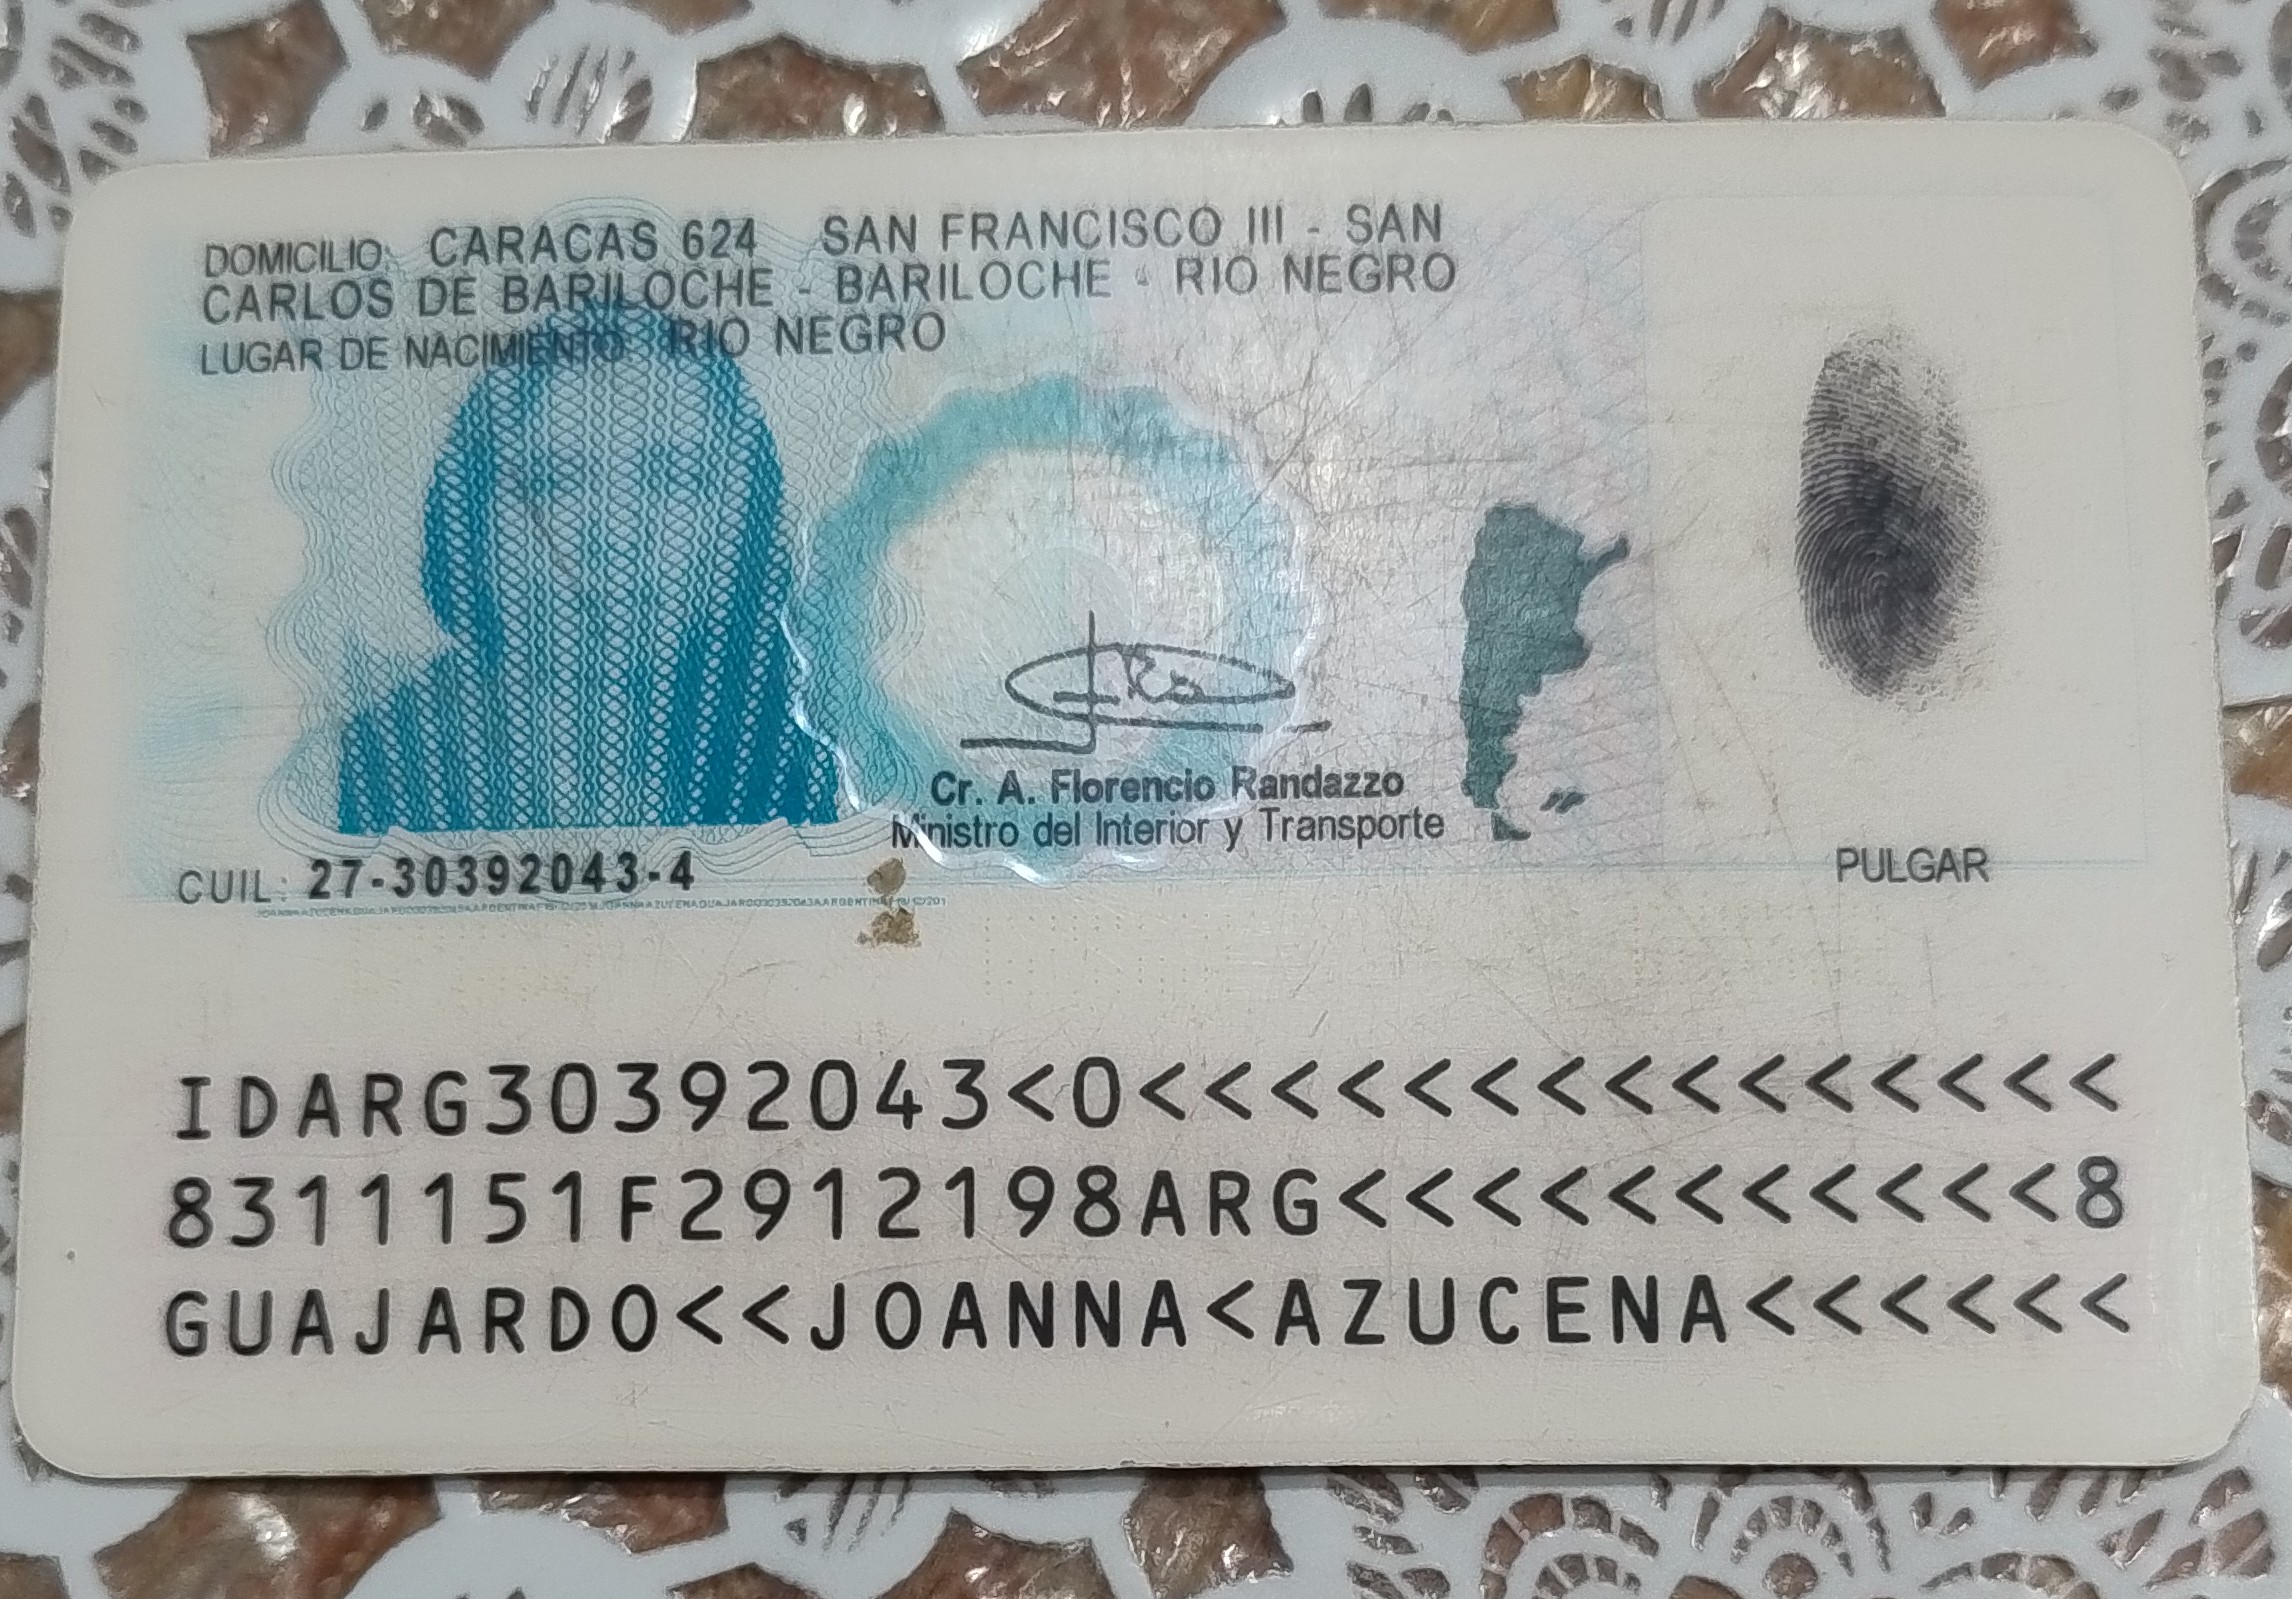 DOMICILIO: CARACAS 624 SAN FRANCISCO III - SAN
CARLOS DE BARILOCHE - BARILOCHE - RIO NEGRO
LUGAR DE NACIMIENTO: RIO NEGRO
Cr. A. Florencio Randazzo
Ministro del Interior y Transporte
PULGAR
CUIL: 27-30392043-4
IDARG30392043<0<<<<<<<<<<<<<<<
8311151F2912198ARG<<<<<<<<<<<8
GUAJARDO<<JOANNA<AZUCENA<<<<<<